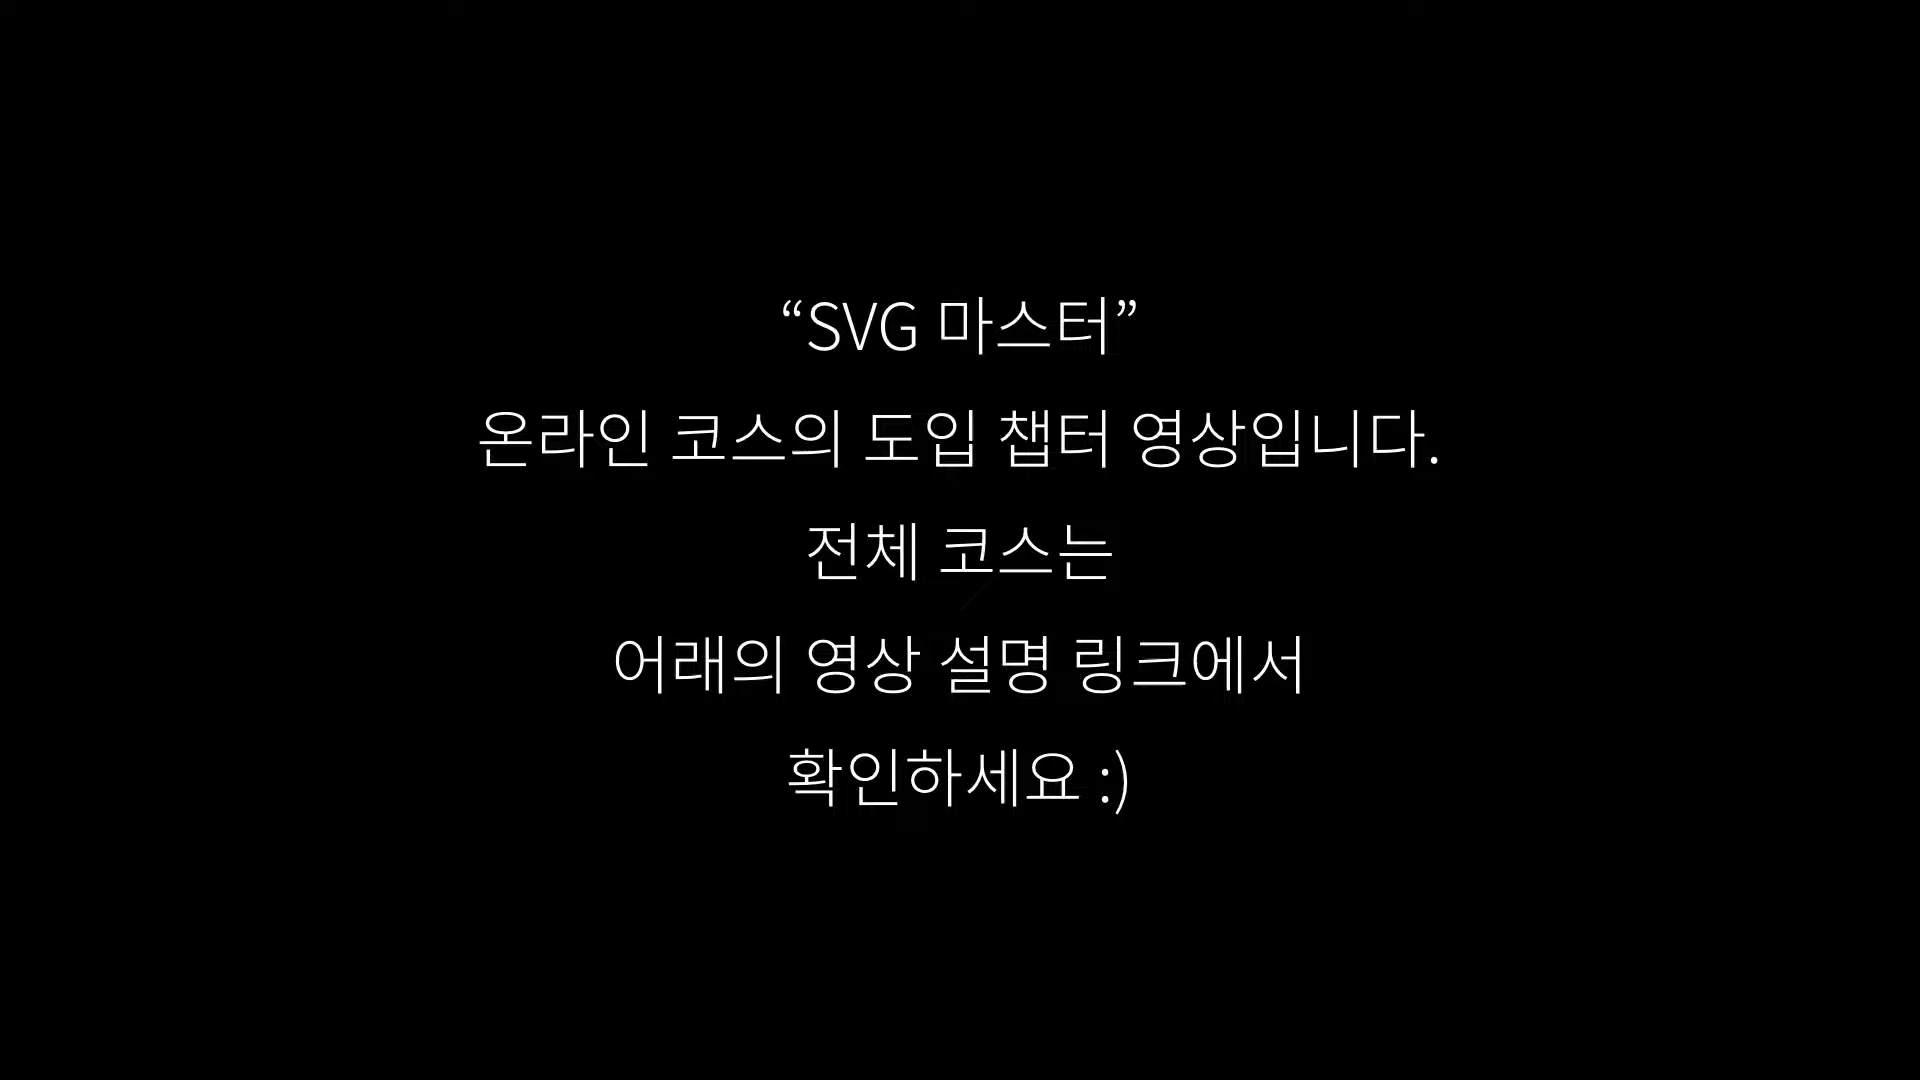 “SVG 마스터”
온라인 코스의 도입 챕터 영상입니다.
전체 코스는
어래의 영상 설명 링크에서
확인하세요 :)